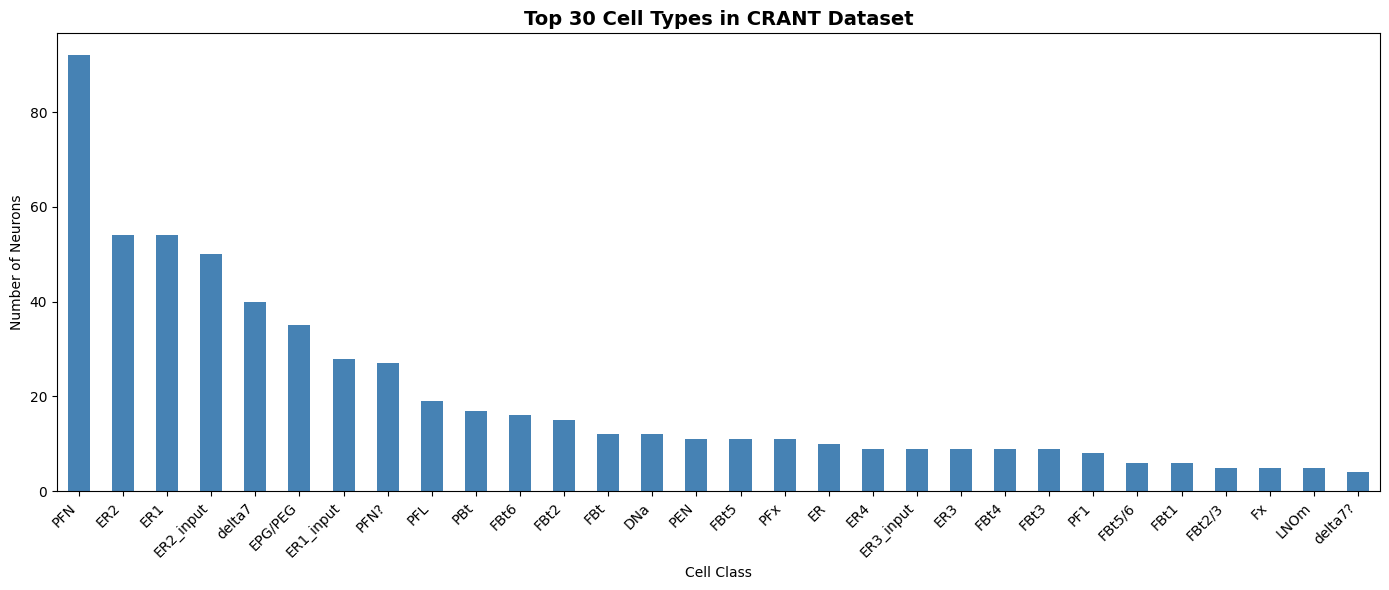 Top 30 Cell Types in CRANT Dataset
Number of Neurons
80
60
40
20
0
PFN
ER2
ER1
ER2_input
delta7
EPG/PEG
ER1_input
PFN?
PFL
PBt
FBt6
FBt2
FBt
DNa
PEN
FBt5
PFx
ER
ER4
ER3_input
ER3
FBt4
FBt3
PF1
FBt5/6
FBt1
FBt2/3
Fx
LNOm
delta7?
Cell Class